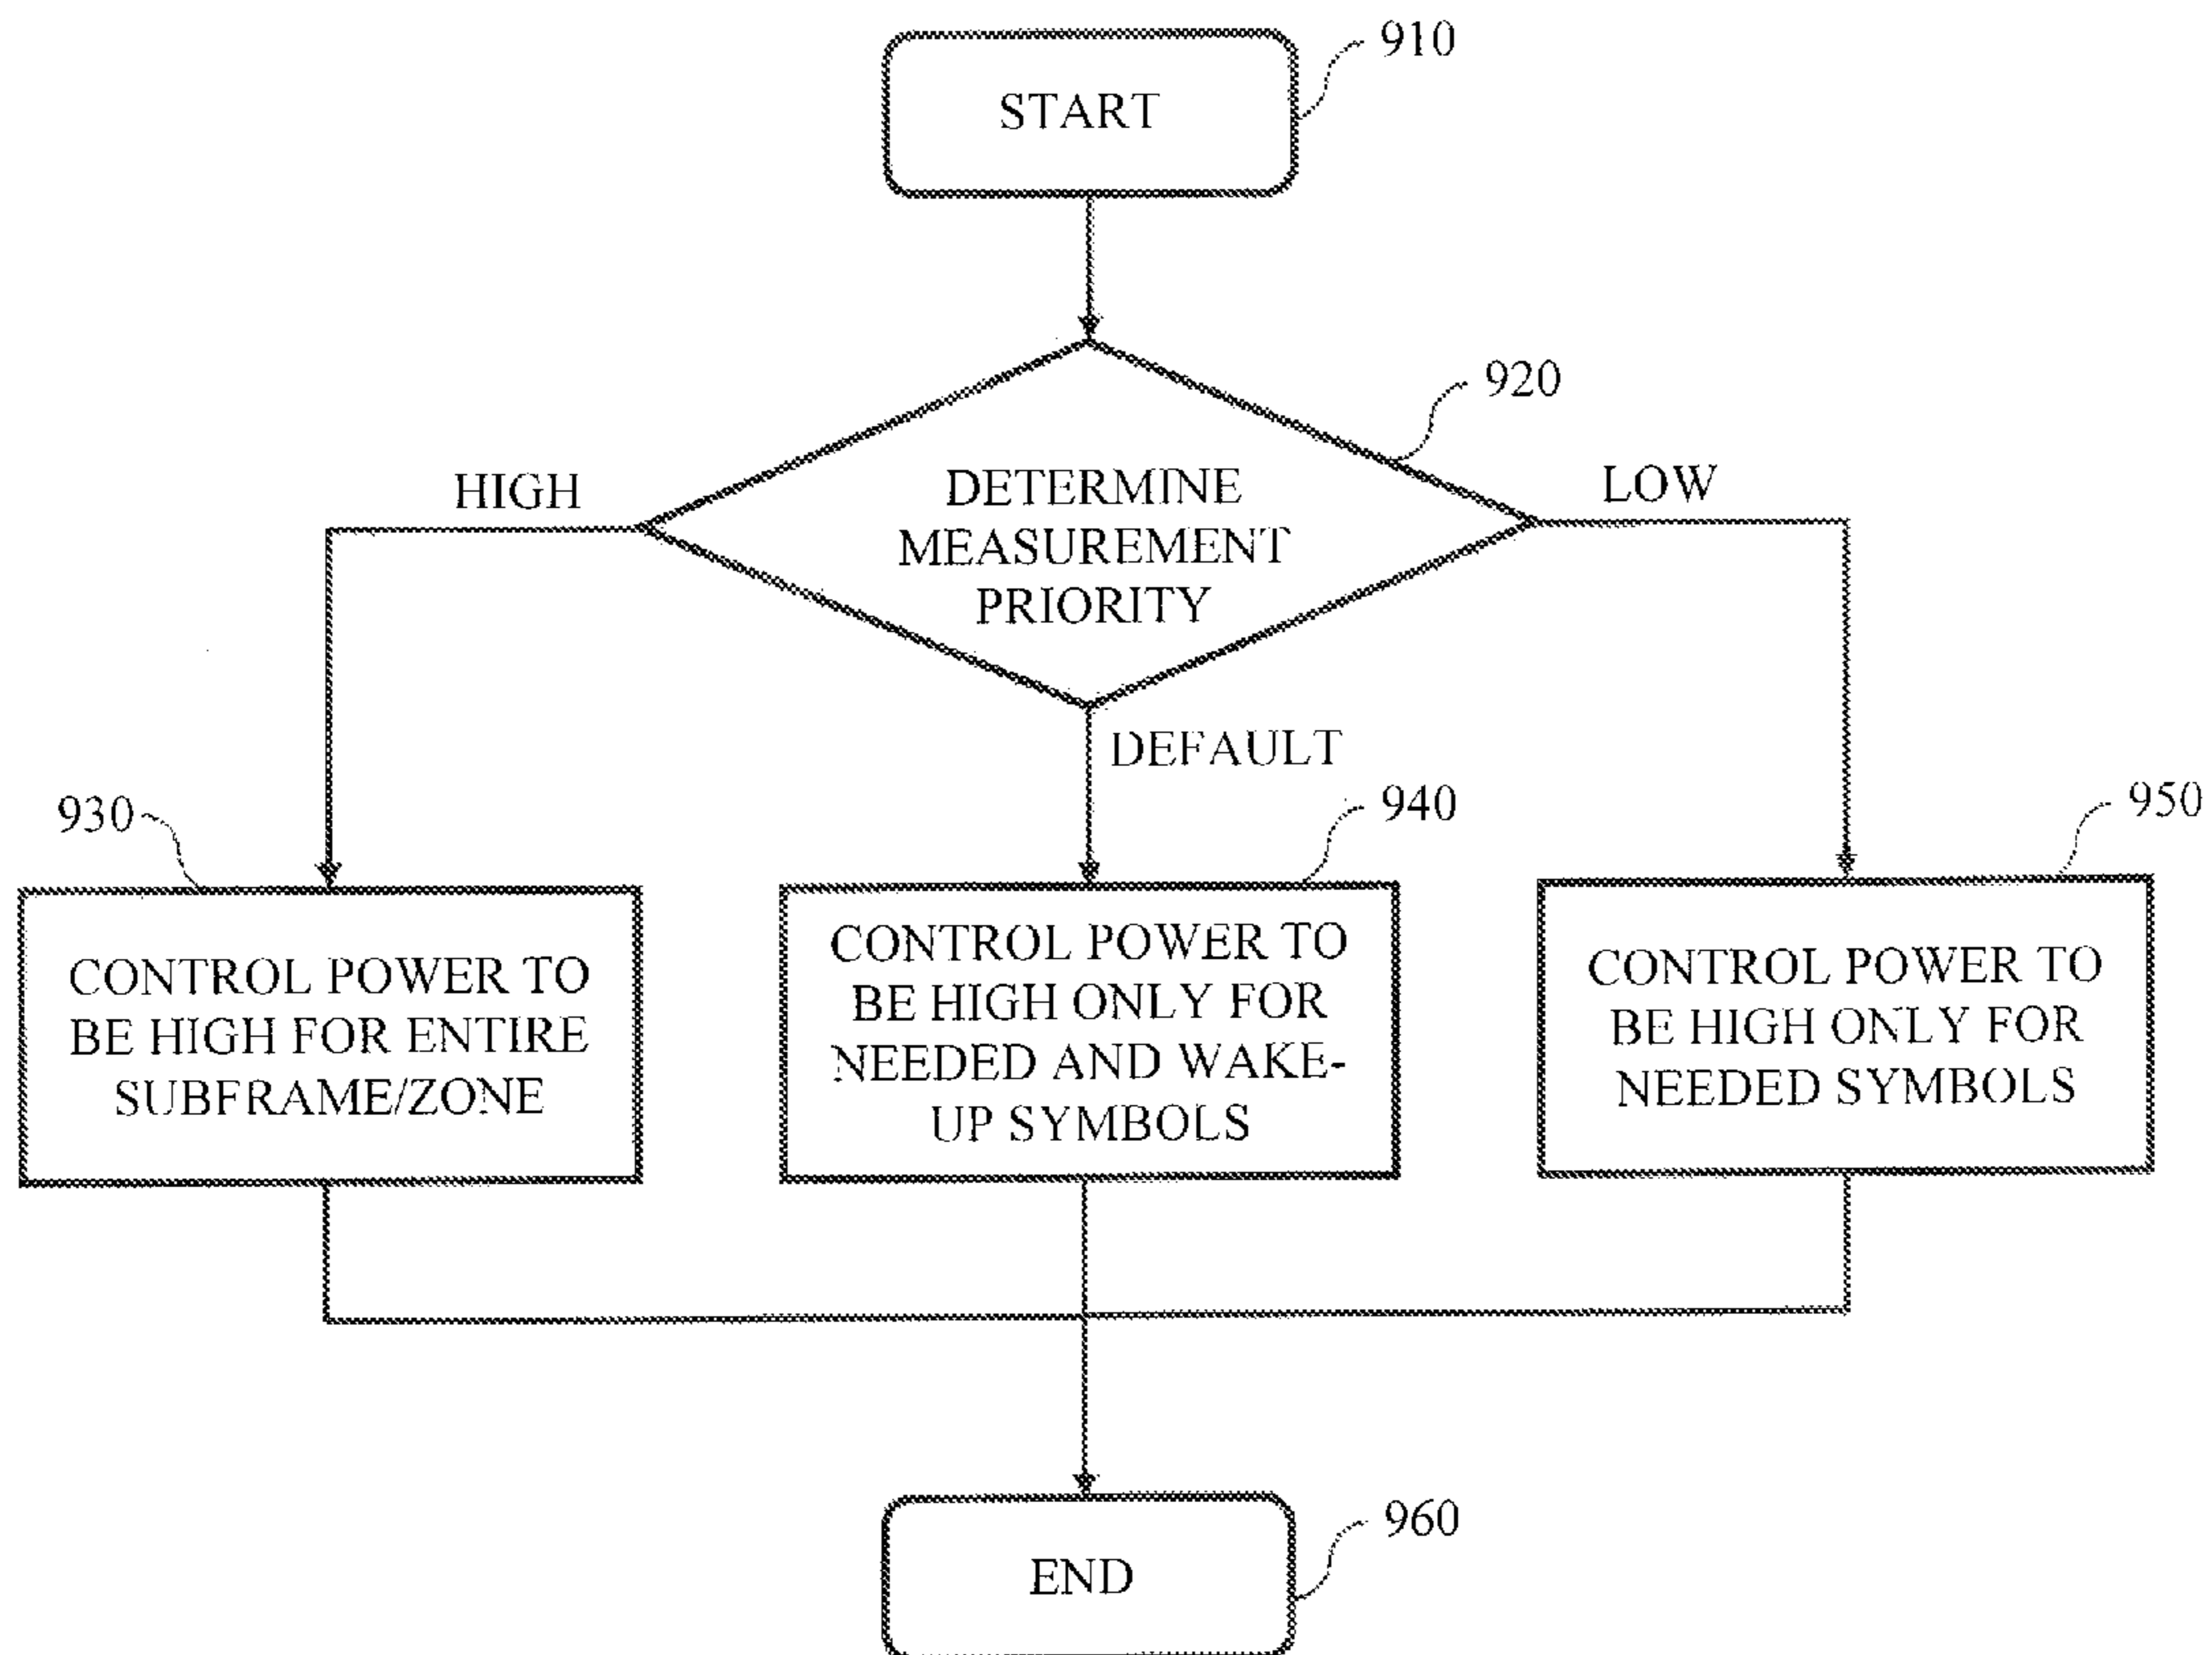 910
START
920
HIGH
LOW
DETERMINE
MEASUREMENT
PRIORITY
DEFAULT
930
940
950
CONTROL POWER TO
BE HIGH FOR ENTIRE
SUBFRAME/ZONE
CONTROL POWER TO
BE HIGH ONLY FOR
NEEDED AND WAKE-
UP SYMBOLS
CONTROL POWER TO
BE HIGH ONLY FOR
NEEDED SYMBOLS
960
END